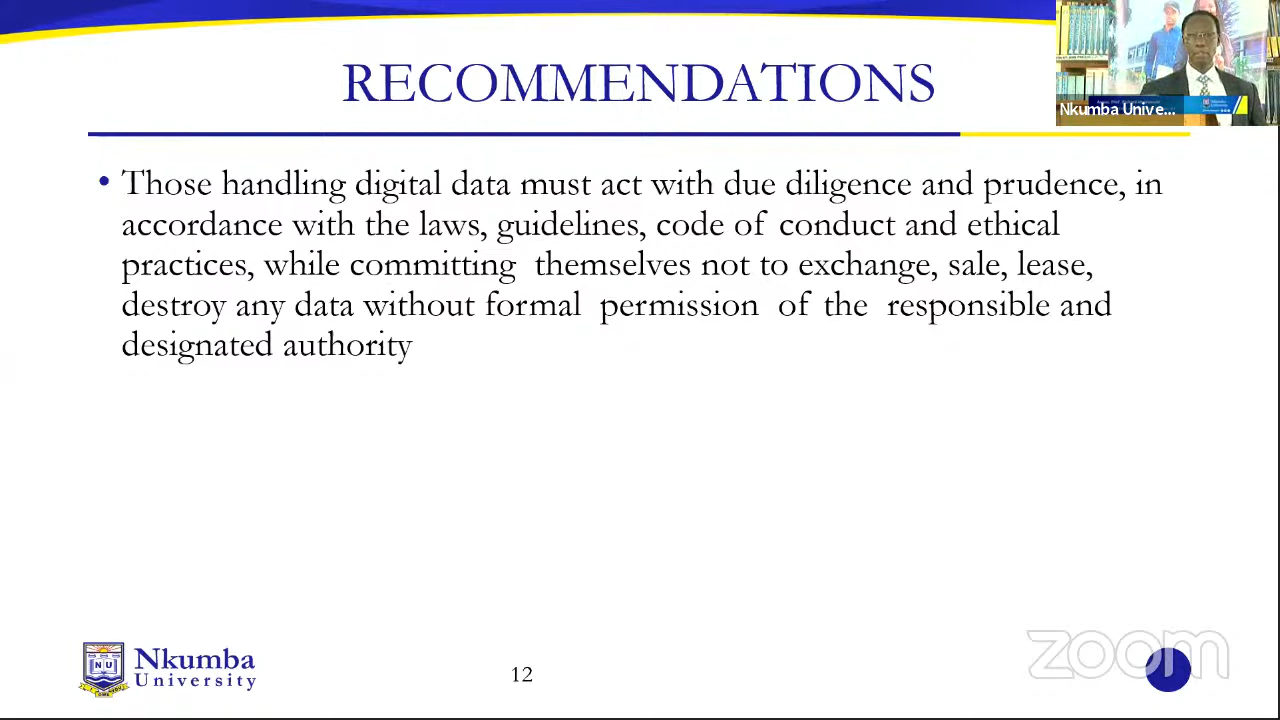 RECOMMENDATIONS
Nkumba Unive...
• Those handling digital data must act with due diligence and prudence, in
accordance with the laws, guidelines, code of conduct and ethical
practices, while committing themselves not to exchange, sale, lease,
destroy any data without formal permission of the responsible and
designated authority
NU
Nkumba
University
12
zoom